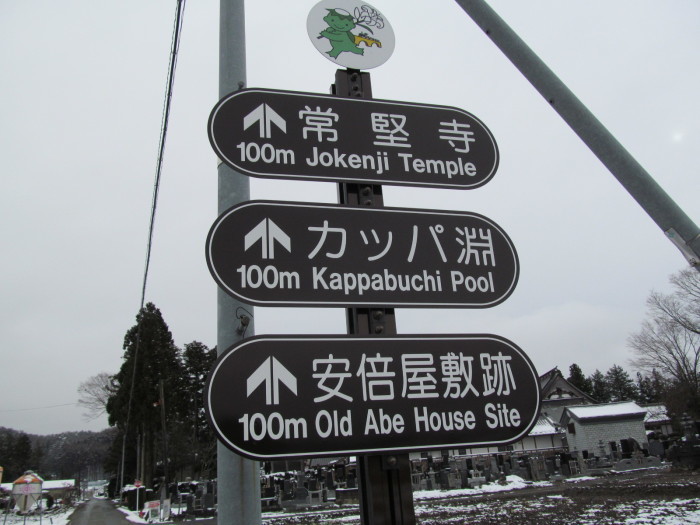 常堅寺
100m Jokenji Temple
カッパ淵
100m Kappabuchi Pool
安倍屋敷跡
100m Old Abe House Site